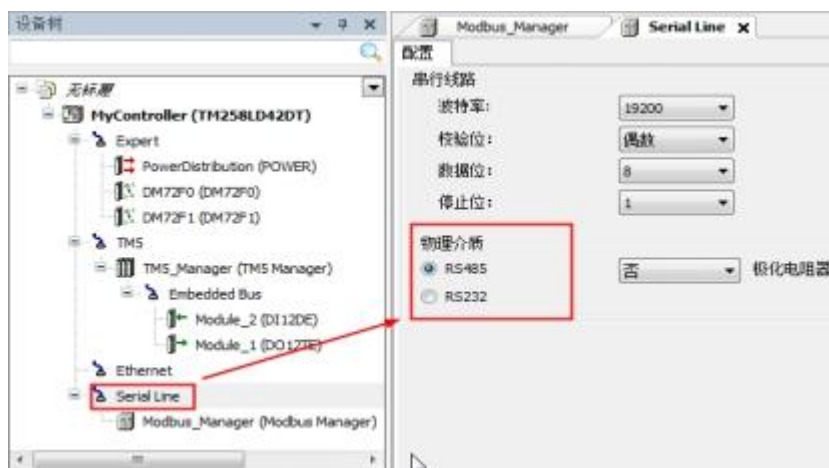 设备树
无标题
MyController (TM258LD42DT)
Expert
PowerDistribution (POWER)
DM72F0 (DM72F0)
DM72F1 (DM72F1)
TM5
TM5_Manager (TM5 Manager)
Embedded Bus
Module_2 (DI12DE)
Module_1 (DO12TE)
Ethernet
Serial Line
Modbus_Manager (Modbus Manager)
Modbus_Manager
Serial Line
配置
串行线路
波特率: 19200
校验位: 偶数
数据位: 8
停止位: 1
物理介质
RS485 否 极化电阻器
RS232